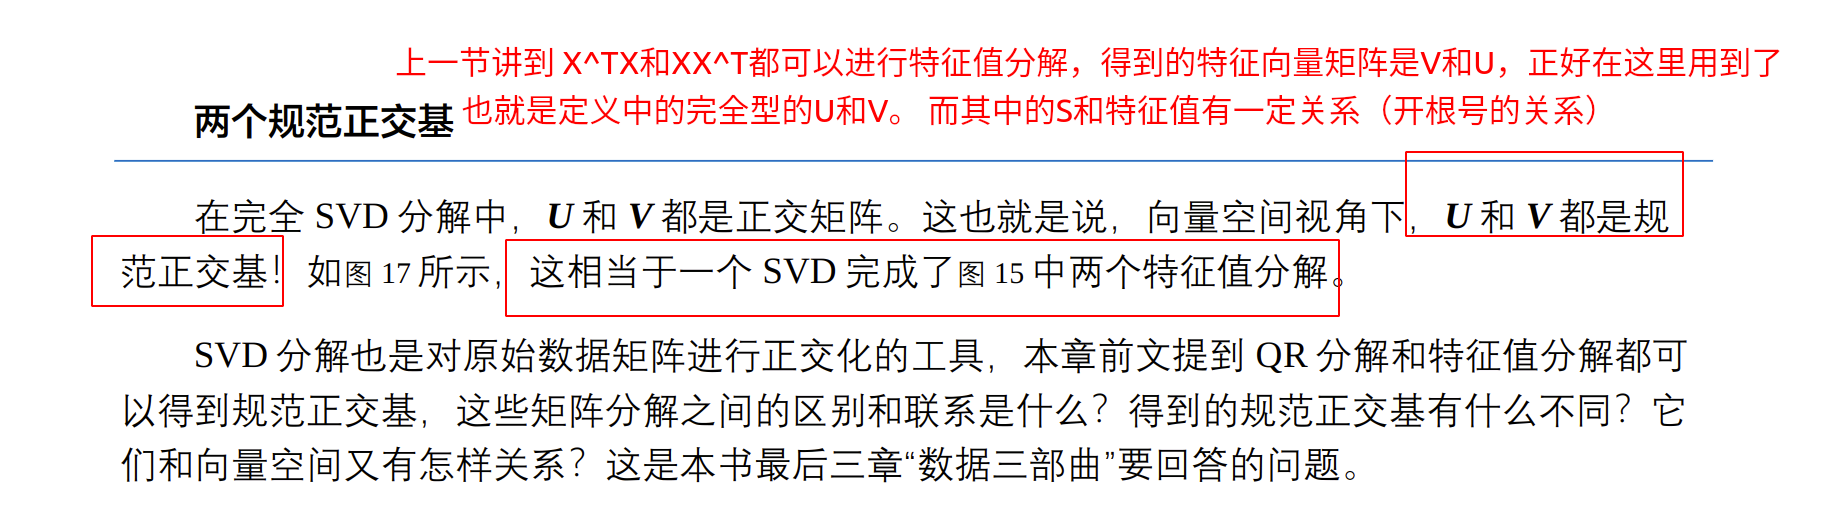 上一节讲到 X^TX和XX^T都可以进行特征值分解，得到的特征向量矩阵是V和U，正好在这里用到了
也就是定义中的完全型的U和V。 而其中的S和特征值有一定关系（开根号的关系）
两个规范正交基
在完全 SVD 分解中，U 和 V 都是正交矩阵。这也就是说，向量空间视角下，U 和 V 都是规
范正交基！如图 17 所示，这相当于一个 SVD 完成了图 15 中两个特征值分解。
SVD 分解也是对原始数据矩阵进行正交化的工具，本章前文提到 QR 分解和特征值分解都可
以得到规范正交基，这些矩阵分解之间的区别和联系是什么？得到的规范正交基有什么不同？它
们和向量空间又有怎样关系？这是本书最后三章“数据三部曲”要回答的问题。